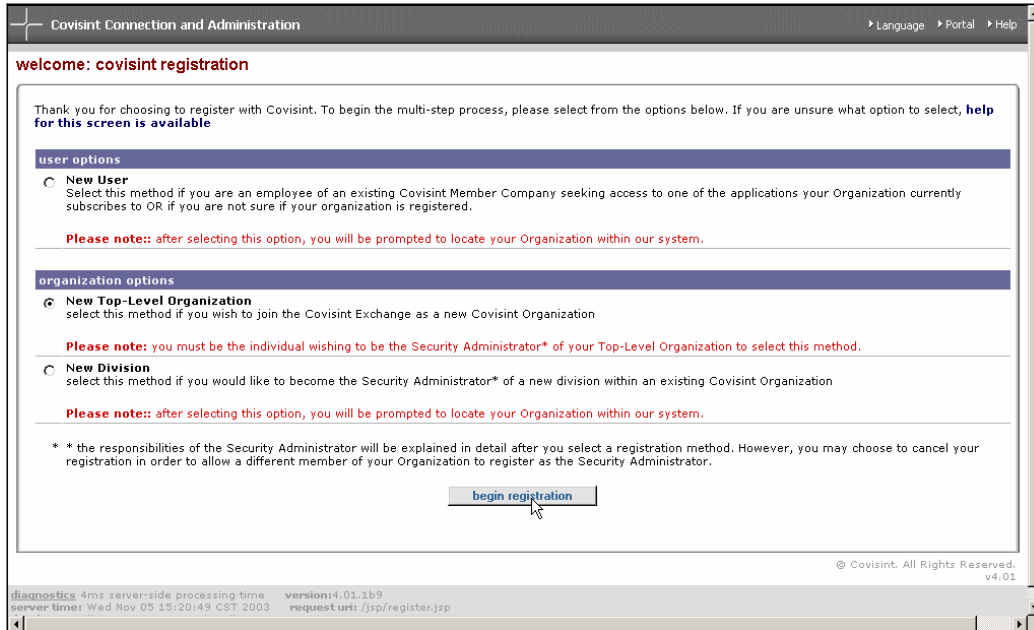 Covisint Connection and Administration
Language Portal Help
welcome: covisint registration
Thank you for choosing to register with Covisint. To begin the multi-step process, please select from the options below. If you are unsure what option to select, help
for this screen is available
user options
New User
Select this method if you are an employee of an existing Covisint Member Company seeking access to one of the applications your Organization currently
subscribes to OR if you are not sure if your organization is registered.
Please note:: after selecting this option, you will be prompted to locate your Organization within our system.
organization options
New Top-Level Organization
select this method if you wish to join the Covisint Exchange as a new Covisint Organization
Please note: you must be the individual wishing to be the Security Administrator* of your Top-Level Organization to select this method.
New Division
select this method if you would like to become the Security Administrator* of a new division within an existing Covisint Organization
Please note:: after selecting this option, you will be prompted to locate your Organization within our system.
* * the responsibilities of the Security Administrator will be explained in detail after you select a registration method. However, you may choose to cancel your
registration in order to allow a different member of your Organization to register as the Security Administrator.
begin registration
© Covisint. All Rights Reserved.
v4.01
diagnostics 4ms server-side processing time version:4.01.1b9
server time: Wed Nov 05 15:20:49 CST 2003 request uri: /jsp/register.jsp